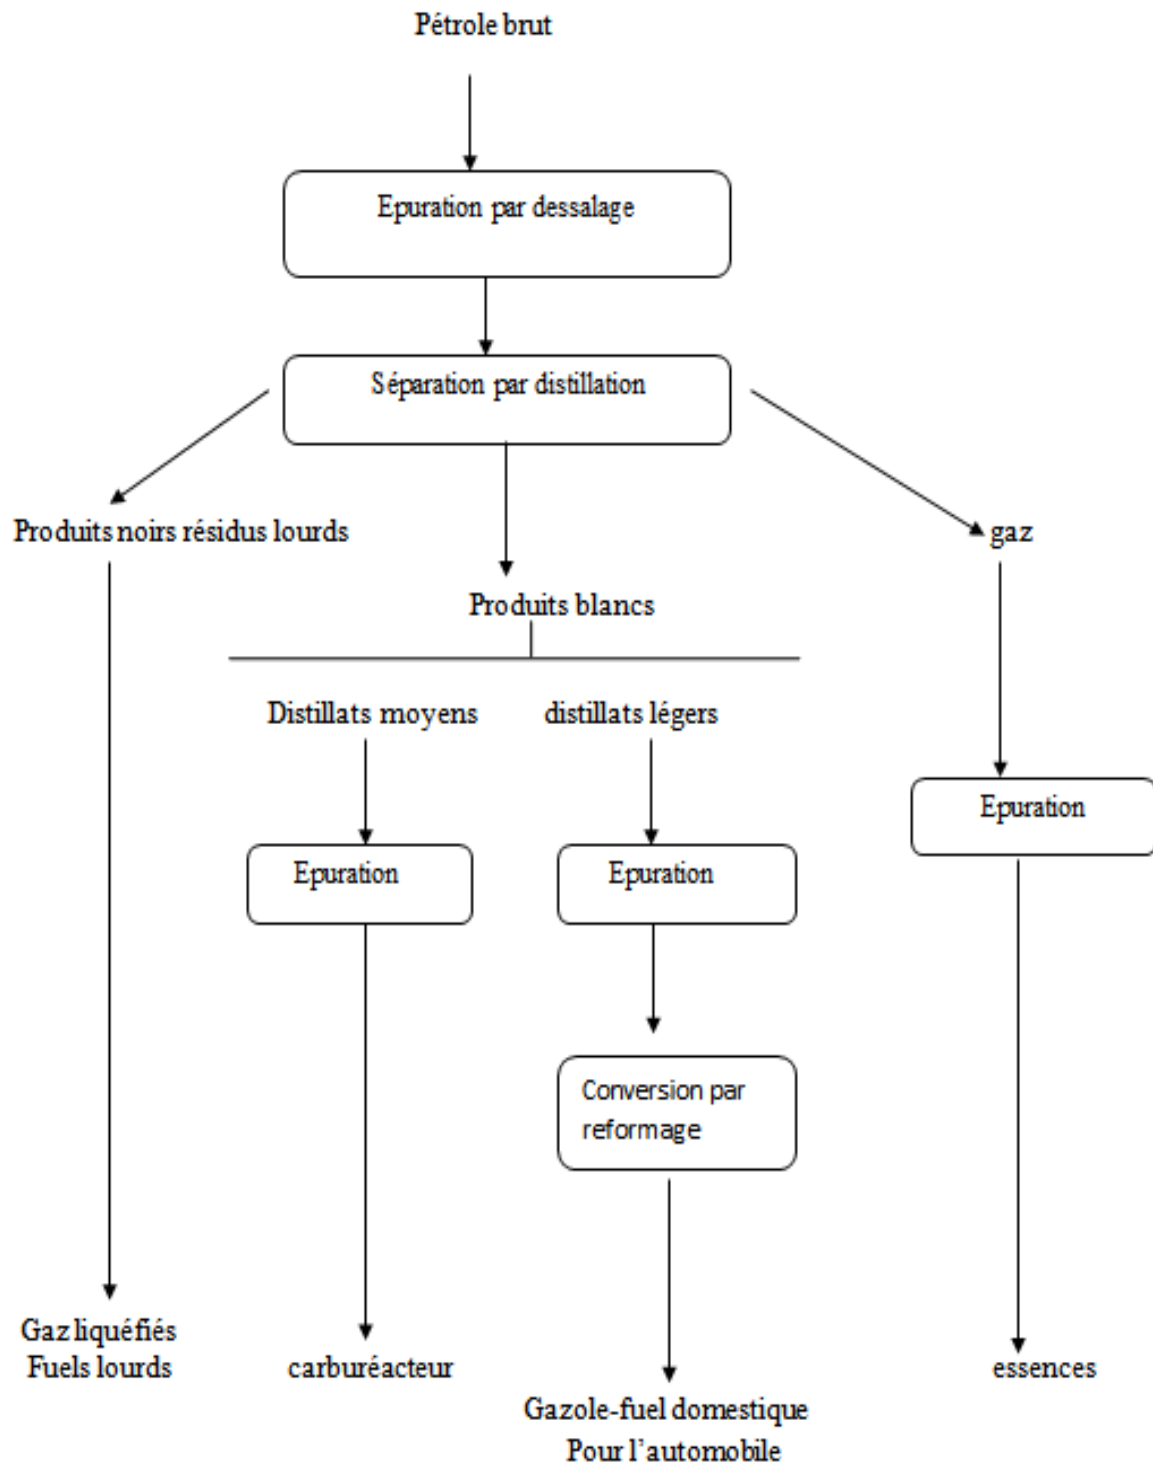 Pétrole brut
Epuration par dessalage
Séparation par distillation
Produits noirs résidus lourds
gaz
Produits blancs
Distillats moyens
distillats légers
Epuration
Epuration
Epuration
Conversion par
reformage
Gaz liquéfiés
Fuels lourds
carburéacteur
essences
Gazole-fuel domestique
Pour l'automobile